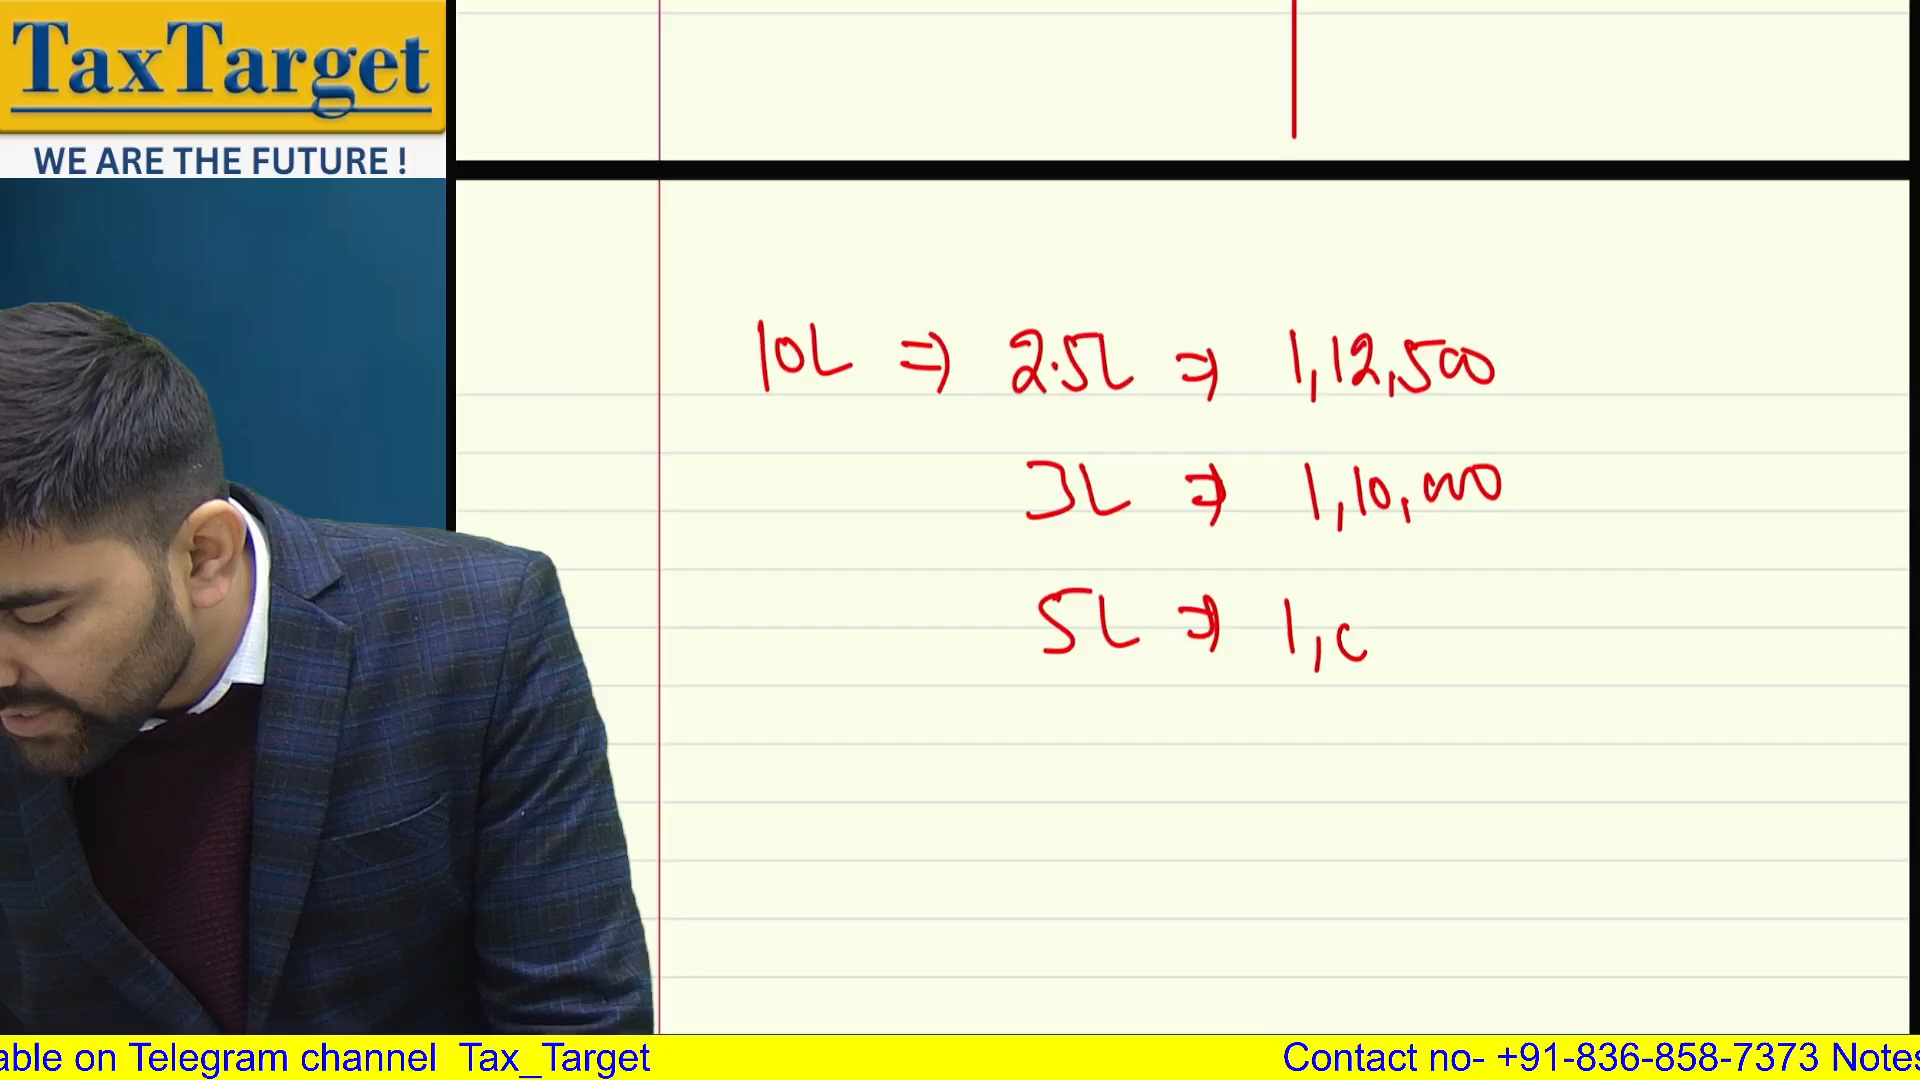 TaxTarget
WE ARE THE FUTURE !
10L ⇒ 2.5L ⇒ 1,12,500
3L ⇒ 1,10,000
5L ⇒ 1,0
able on Telegram channel Tax_Target
Contact no- +91-836-858-7373 Notes